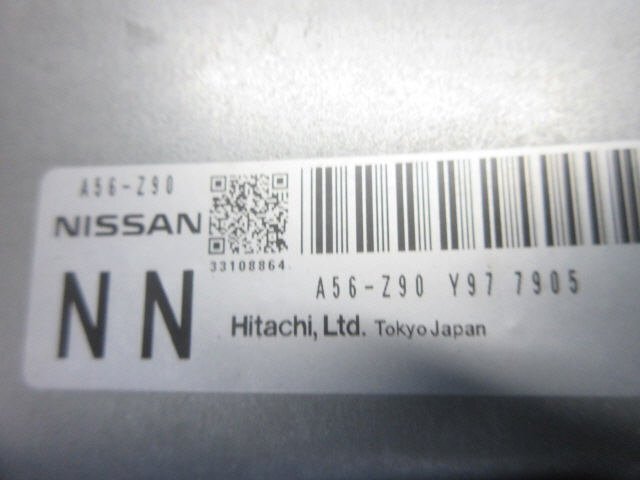 A56-Z90
NISSAN
33108864
NN
A56-Z90 Y97 7905
Hitachi, Ltd. Tokyo Japan